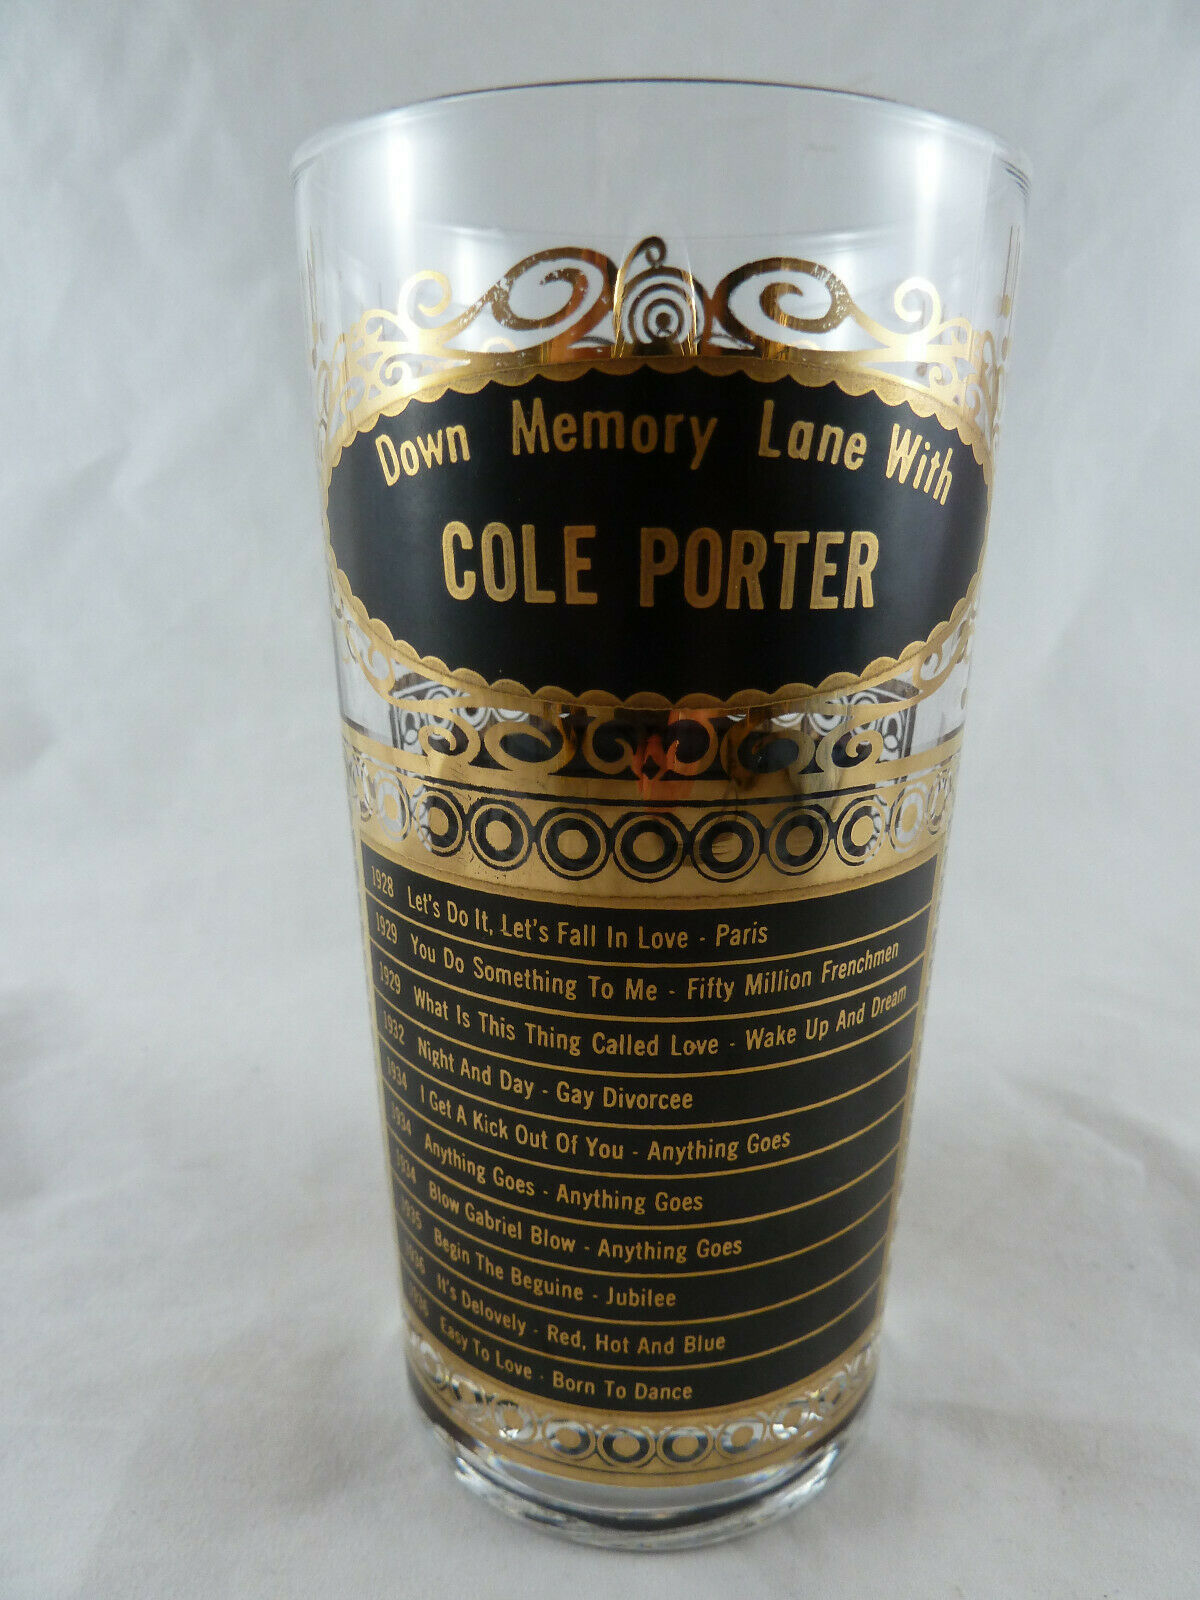 Down Memory Lane With
COLE PORTER
1928 Let's Do It, Let's Fall In Love - Paris
1929 You Do Something To Me - Fifty Million Frenchmen
1929 What Is This Thing Called Love - Wake Up And Dream
1932 Night And Day - Gay Divorcee
1934 I Get A Kick Out Of You - Anything Goes
1934 Anything Goes - Anything Goes
1934 Blow Gabriel Blow - Anything Goes
1935 Begin The Beguine - Jubilee
1936 It's Delovely - Red, Hot And Blue
1936 Easy To Love - Born To Dance